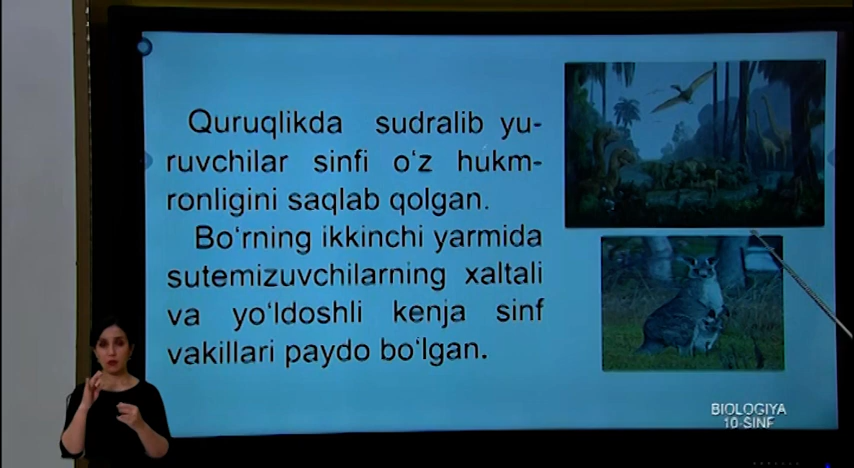 Quruqlikda sudralib yu-
ruvchilar sinfi o‘z hukm-
ronligini saqlab qolgan.
Bo‘rning ikkinchi yarmida
sutemizuvchilarning xaltali
va yo‘ldoshli kenja sinf
vakillari paydo bo‘lgan.
BIOLOGIYA
10-SINF